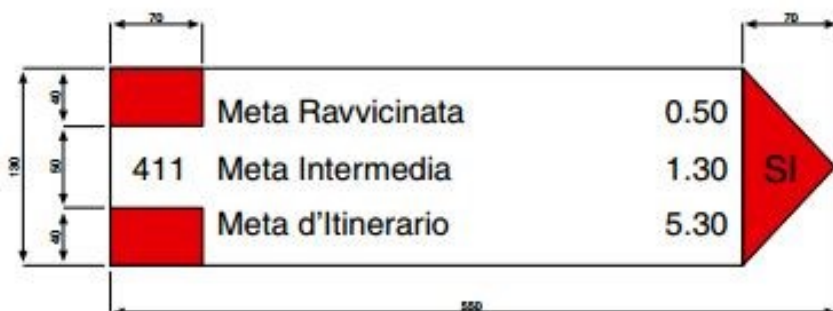 70 70
40 Meta Ravvicinata 0.50
130 50 411 Meta Intermedia 1.30 SI
40 Meta d'Itinerario 5.30
550